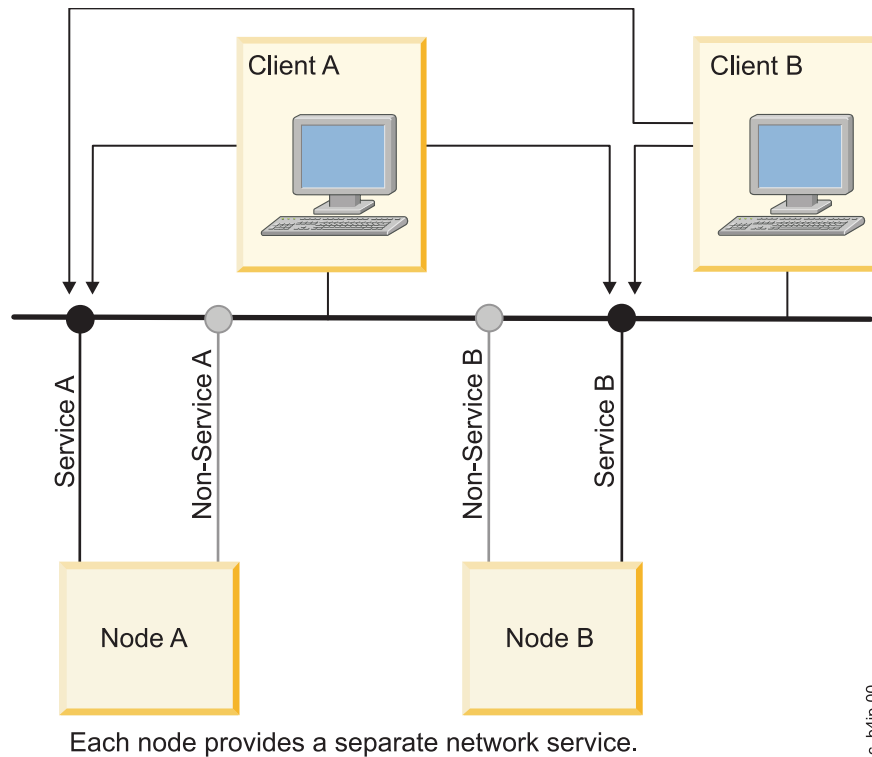 Client A
Client B
Service A
Non-Service A
Non-Service B
Service B
Node A
Node B
Each node provides a separate network service.